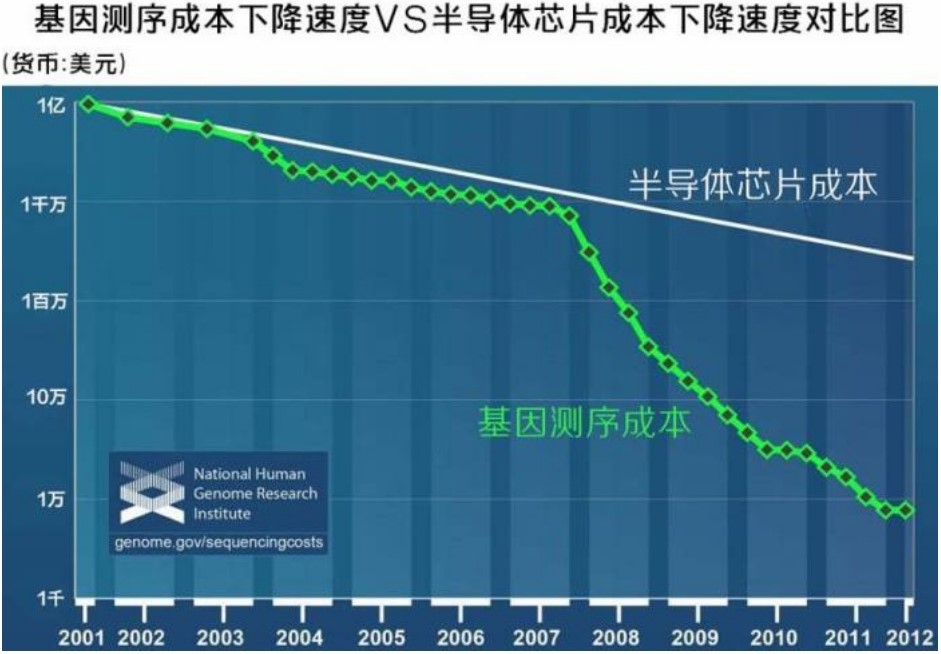 基因测序成本下降速度VS半导体芯片成本下降速度对比图
(货币:美元)
1亿
半导体芯片成本
1千万
1百万
10万
基因测序成本
National Human
Genome Research
Institute
1万
genome.gov/sequencingcosts
1千
2001 2002 2003 2004 2005 2006 2007 2008 2009 2010 2011 2012